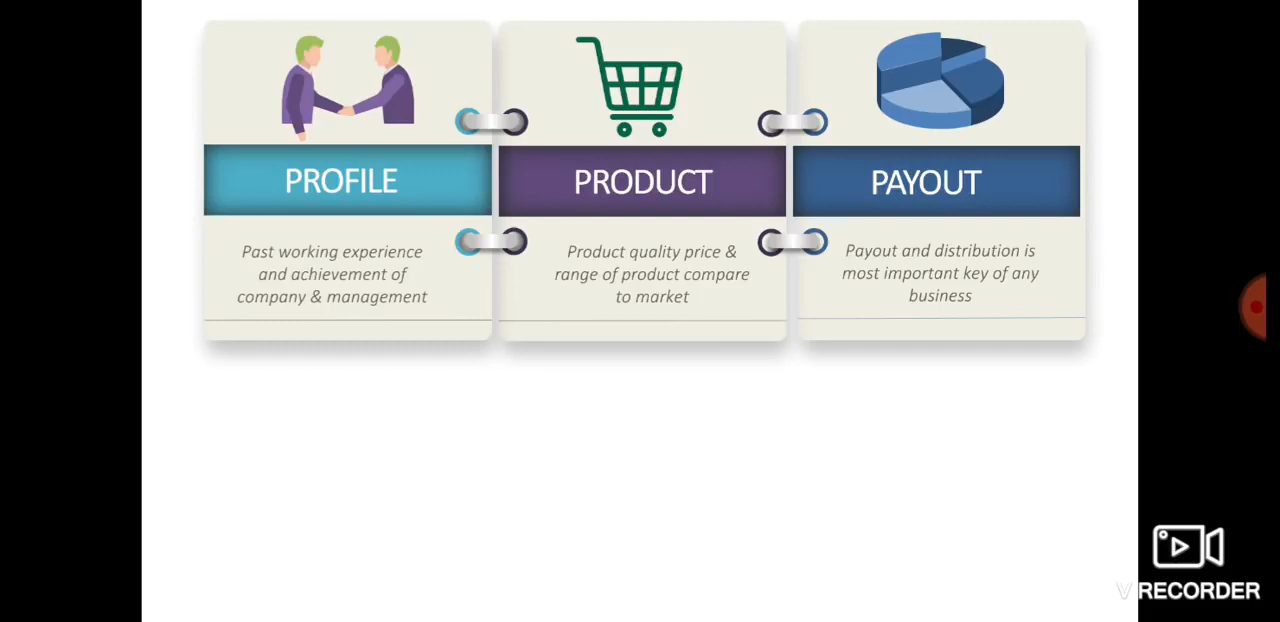 PROFILE
Past working experience
and achievement of
company & management
PRODUCT
Product quality price &
range of product compare
to market
PAYOUT
Payout and distribution is
most important key of any
business
V RECORDER